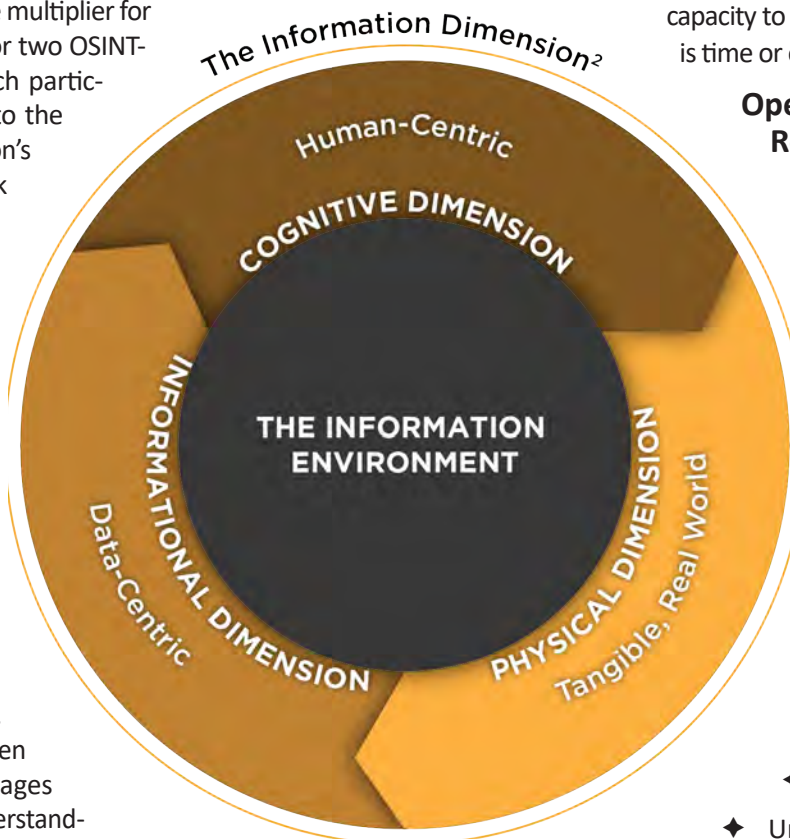 e multiplier for
or two OSINT-
ch partic-
to the
on's
k
capacity to
is time or
Ope
R
The Information Dimension²
Human-Centric
COGNITIVE DIMENSION
THE INFORMATION
ENVIRONMENT
INFORMATIONAL DIMENSION
Data-Centric
PHYSICAL DIMENSION
Tangible, Real World
en
ages
erstand-
✦
✦ U